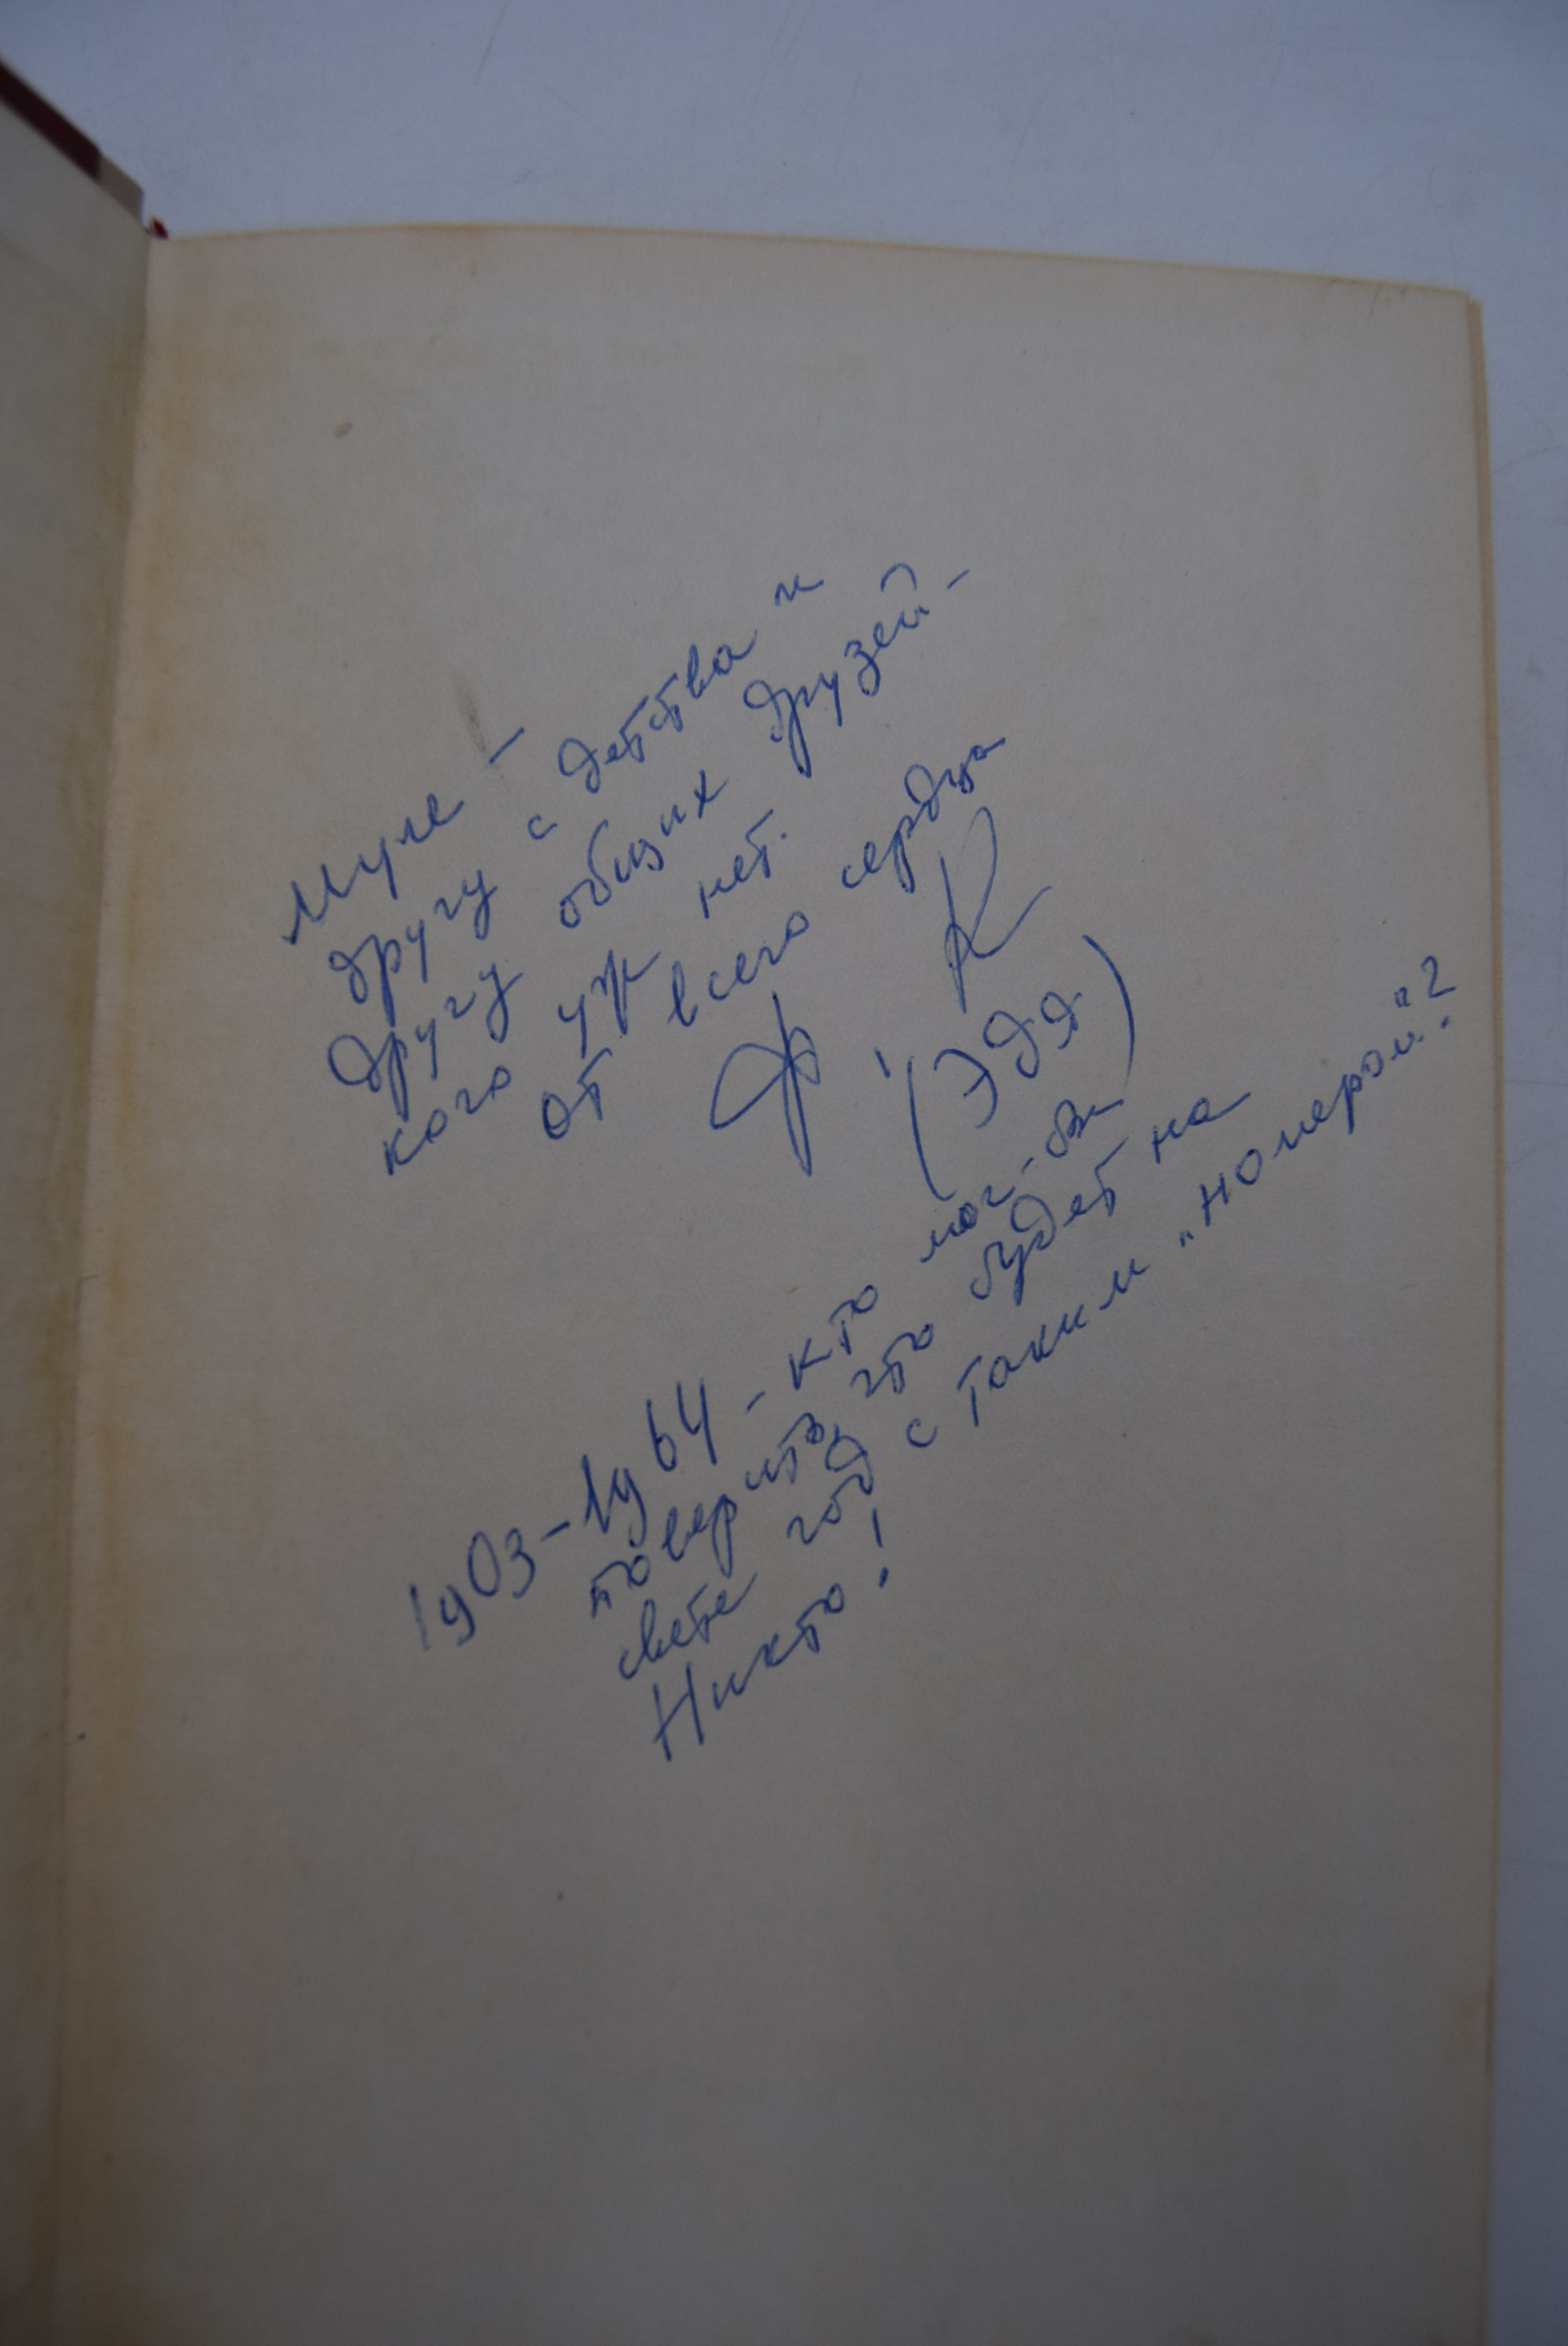 Муле —
другу с детства и
другу общих друзей —
кого уж нет.
От всего сердца
Ф К
(Эдя)
1903–1964 – кто мог-бы
поверить, что будет на
свете год с таким „номером"?
Никто!